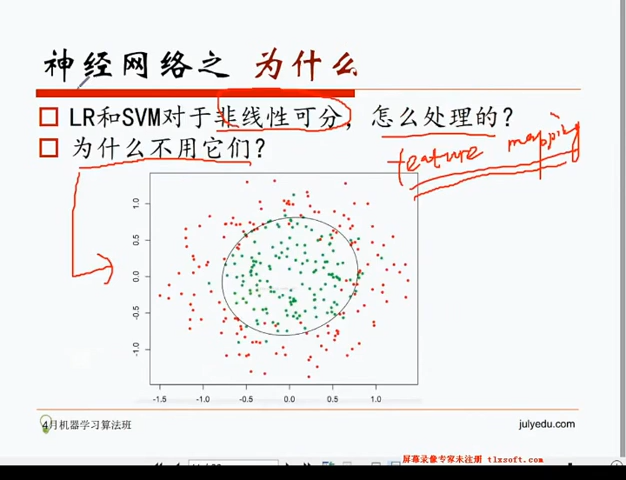 神经网络之 为什么
LR和SVM对于非线性可分，怎么处理的？
为什么不用它们？
feature mapping
1.0
0.5
0.0
-0.5
-1.0
-1.5 -1.0 -0.5 0.0 0.5 1.0
4月机器学习算法班
julyedu.com
屏幕录像专家未注册 tlxsoft.com